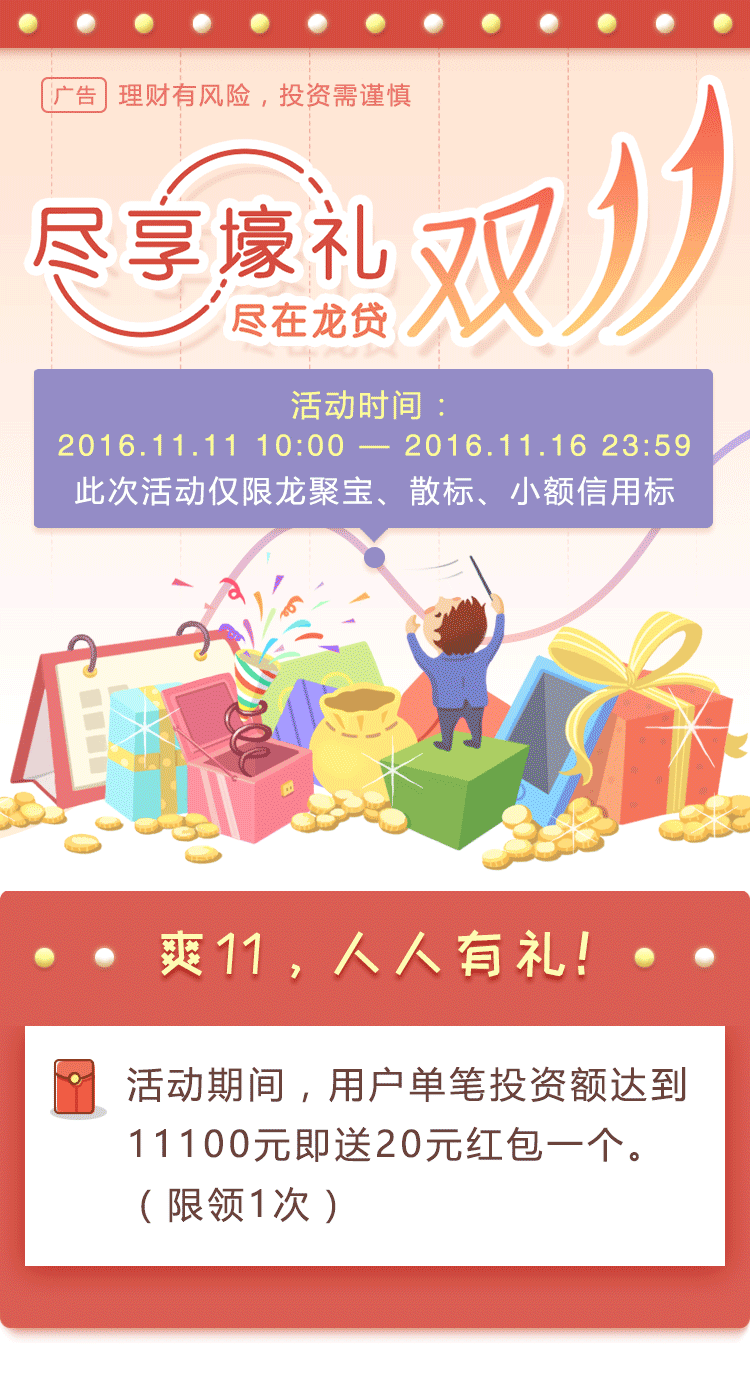 广告 理财有风险，投资需谨慎
尽享壕礼 双11
尽在龙贷
活动时间：
2016.11.11 10:00 — 2016.11.16 23:59
此次活动仅限龙聚宝、散标、小额信用标
爽11，人人有礼！
活动期间，用户单笔投资额达到
11100元即送20元红包一个。
（限领1次）